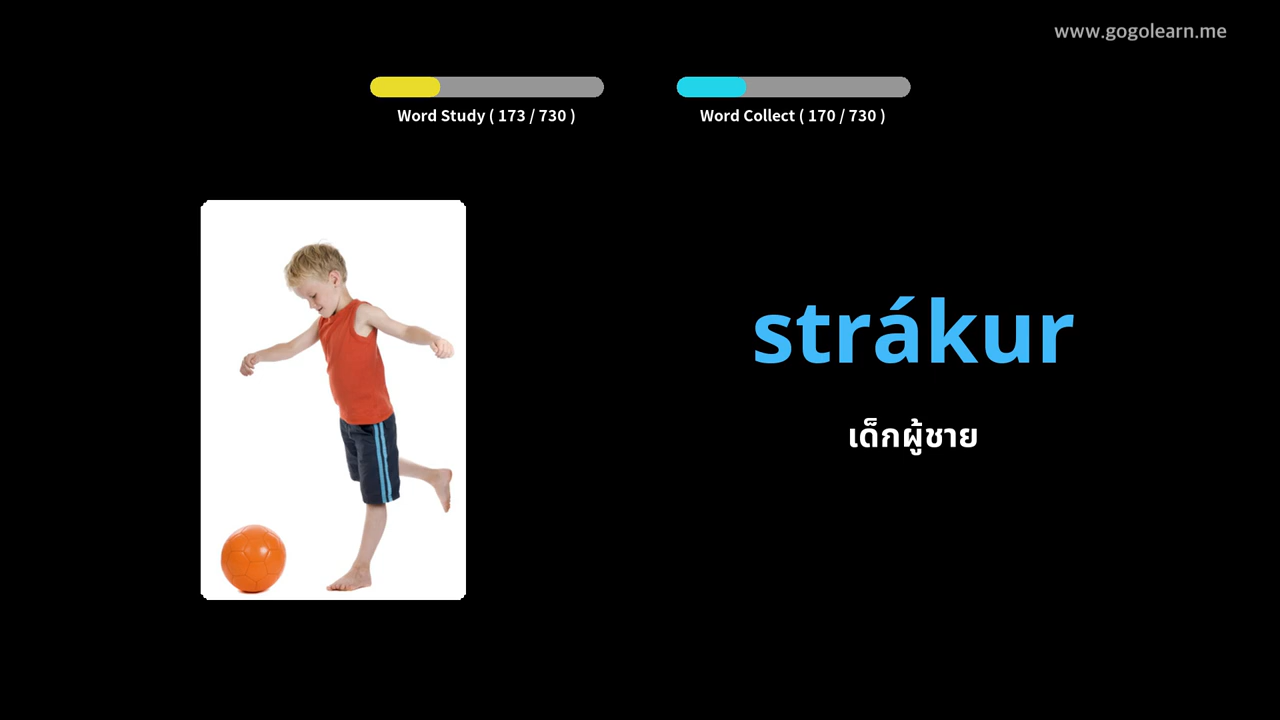 www.gogolearn.me
Word Study ( 173 / 730 )
Word Collect ( 170 / 730 )
strákur
เด็กผู้ชาย